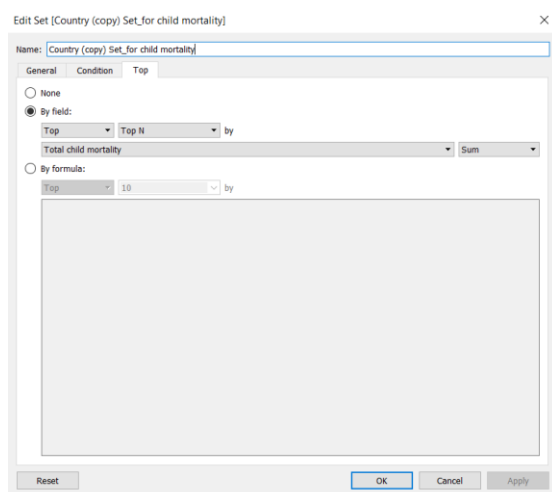 Edit Set [Country (copy) Set_for child mortality]
Name: Country (copy) Set_for child mortality
General Condition Top
None
By field:
Top Top N by
Total child mortality Sum
By formula:
Top 10 by
Reset OK Cancel Apply